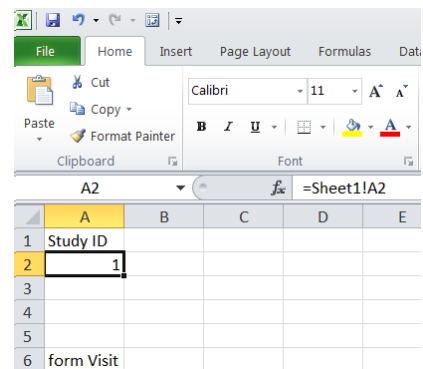 File Home Insert Page Layout Formulas Dat
Cut
Calibri 11 A A
Copy
Paste
Format Painter
B I U A
Clipboard Font
A2 fx =Sheet1!A2
A B C D E
1 Study ID
2 1
3
4
5
6 form Visit